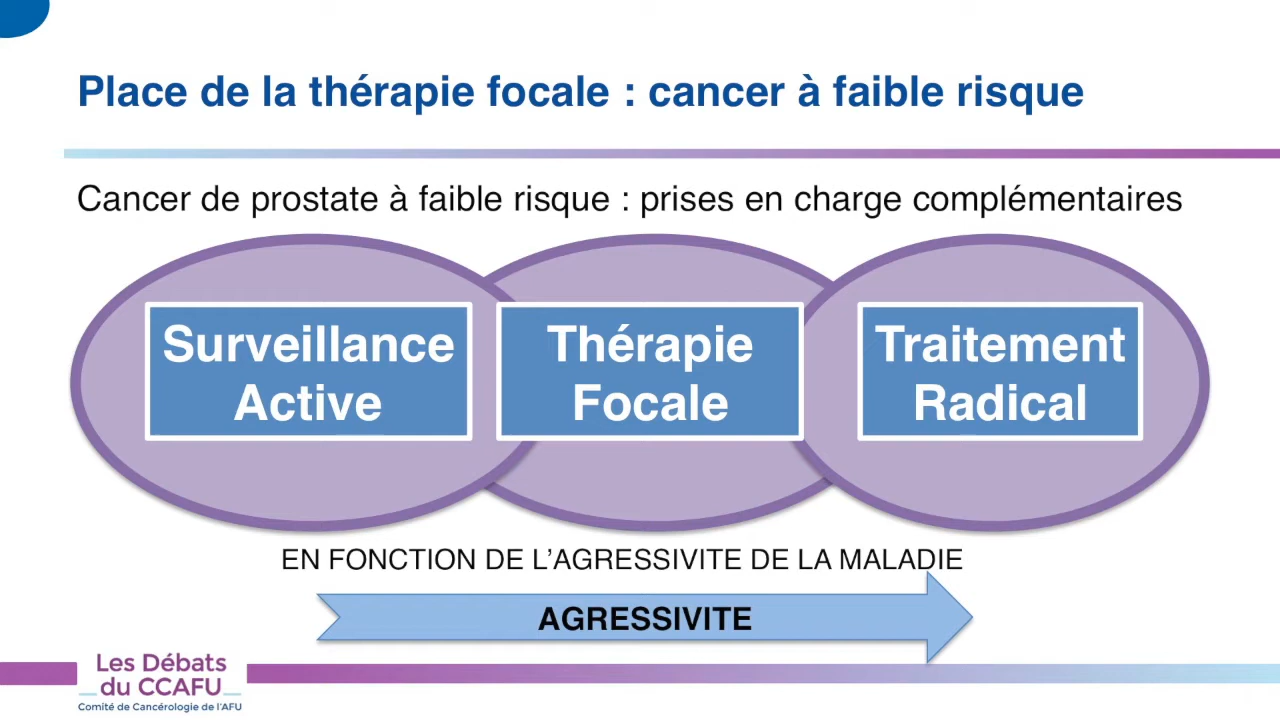 Place de la thérapie focale : cancer à faible risque
Cancer de prostate à faible risque : prises en charge complémentaires
Surveillance
Active
Thérapie
Focale
Traitement
Radical
EN FONCTION DE L’AGRESSIVITE DE LA MALADIE
AGRESSIVITE
Les Débats
du CCAFU
Comité de Cancérologie de l’AFU